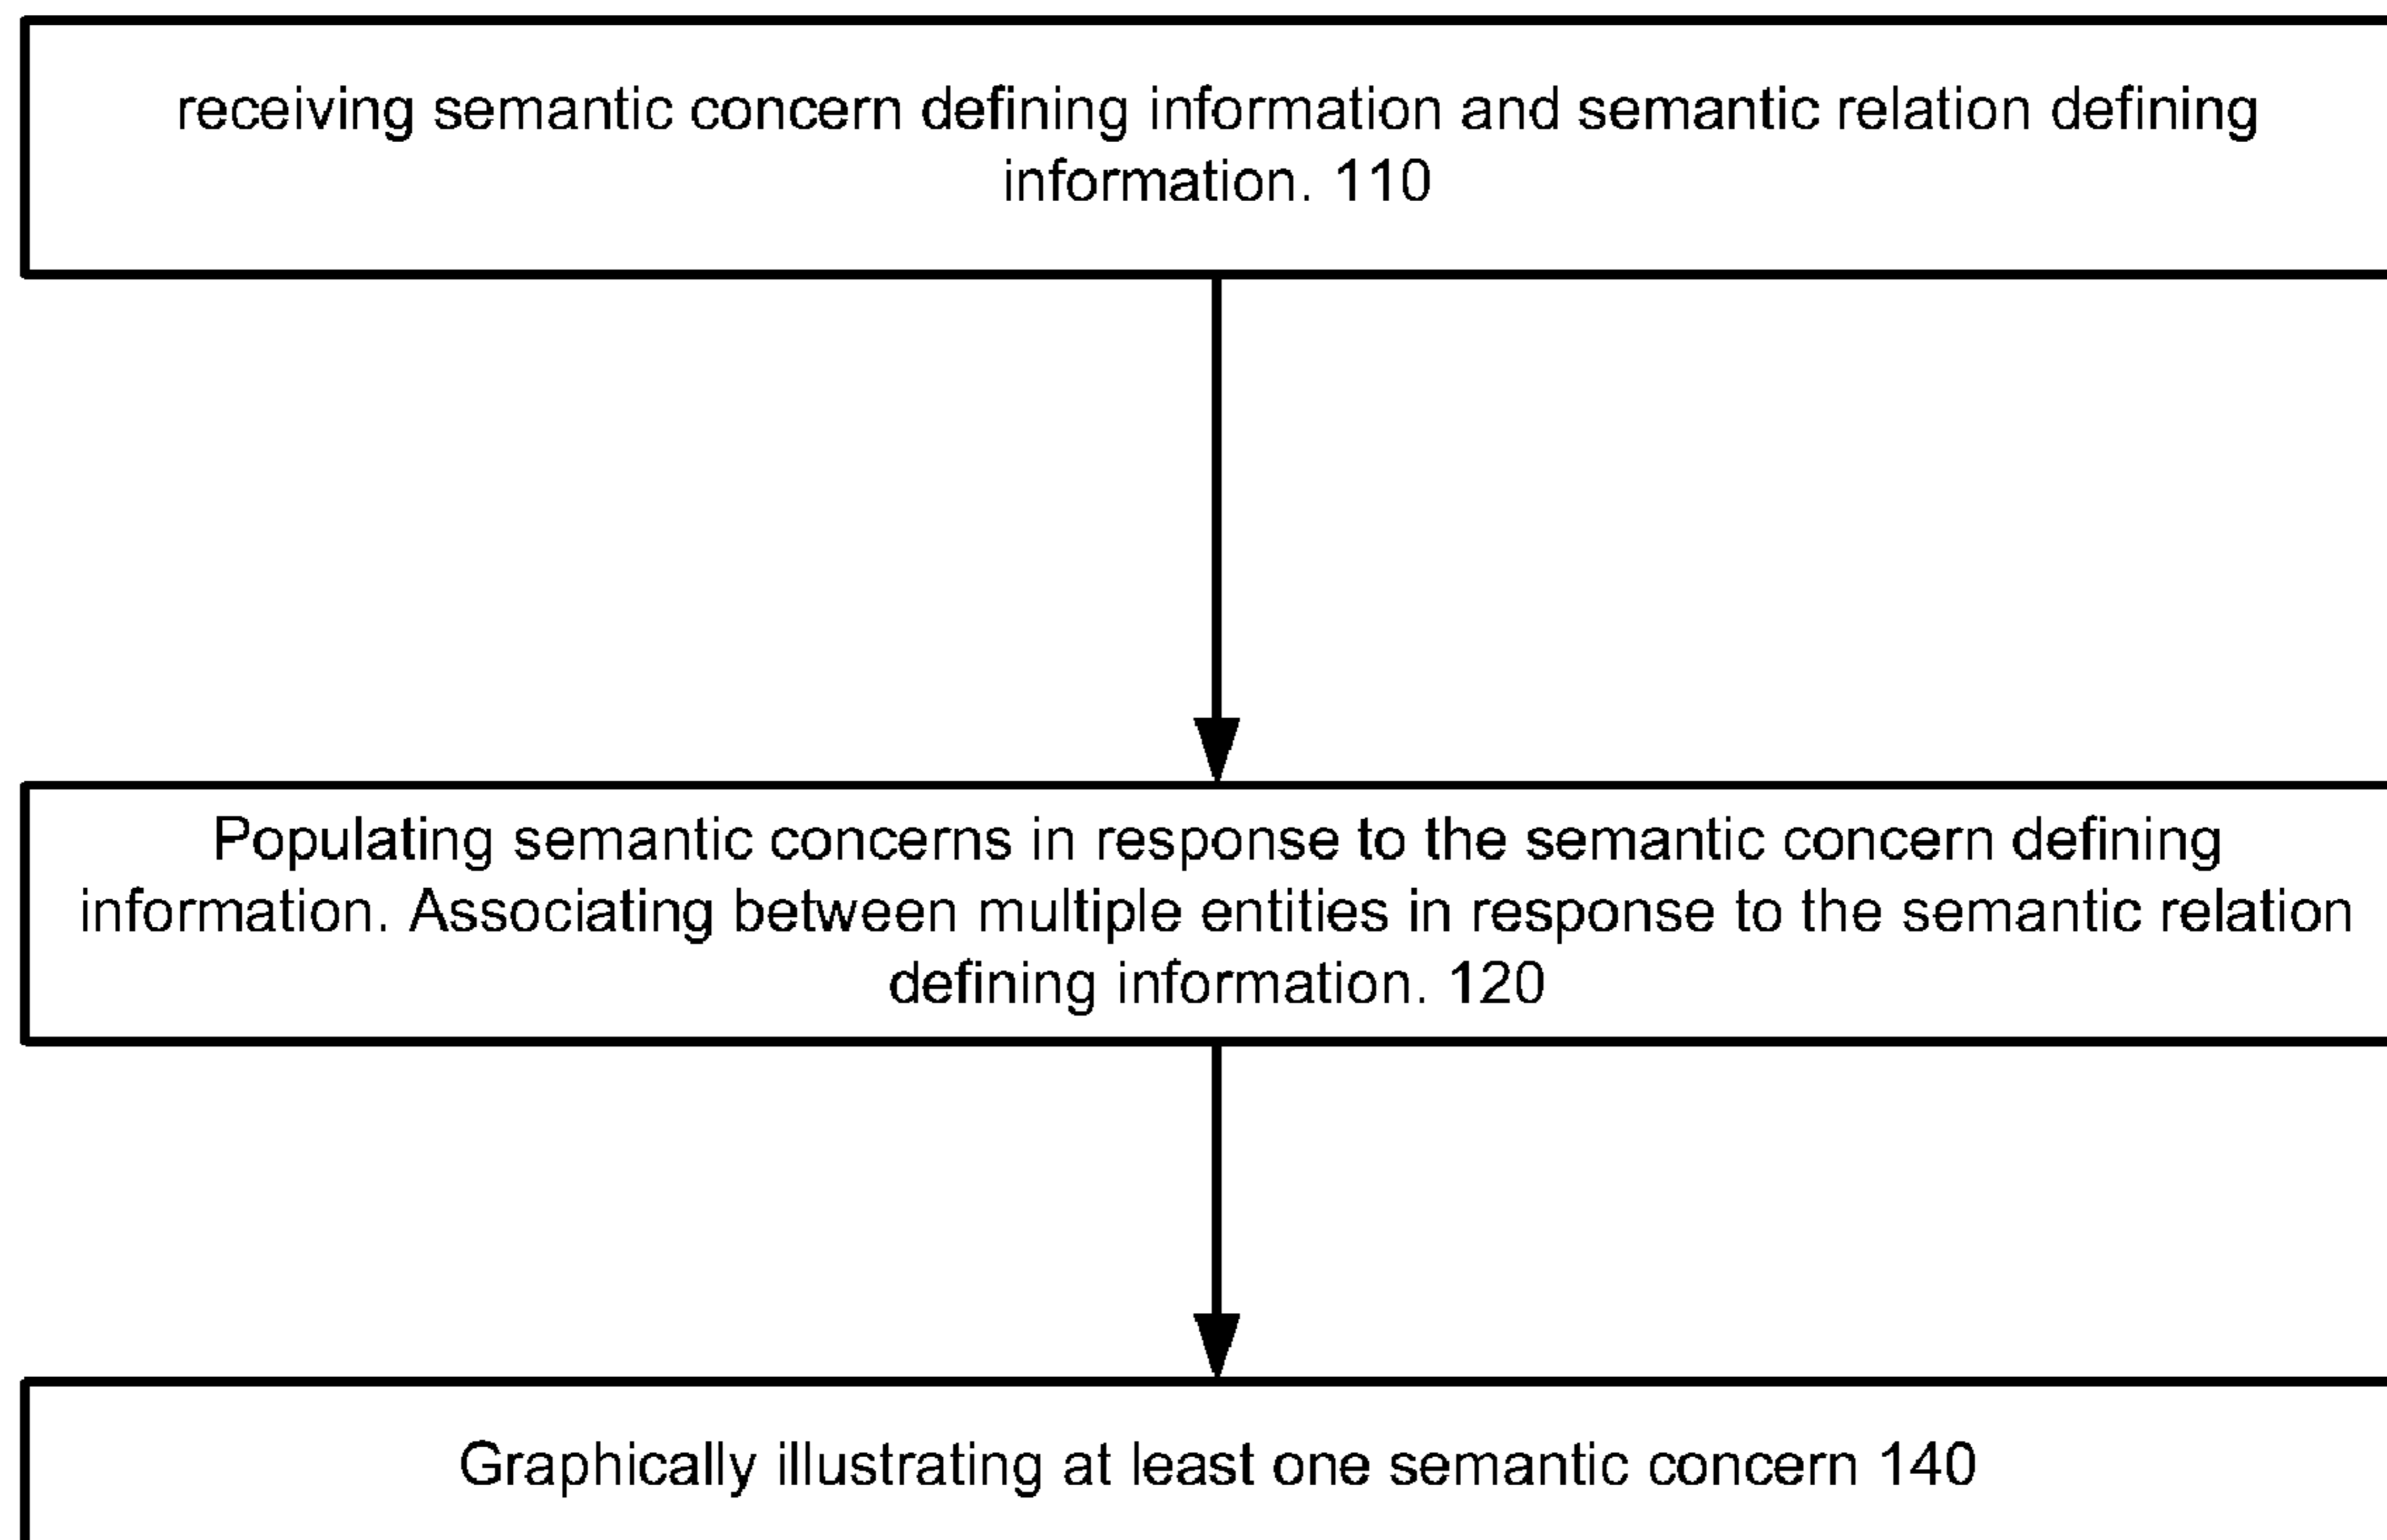 receiving semantic concern defining information and semantic relation defining
information. 110
Populating semantic concerns in response to the semantic concern defining
information. Associating between multiple entities in response to the semantic relation
defining information. 120
Graphically illustrating at least one semantic concern 140